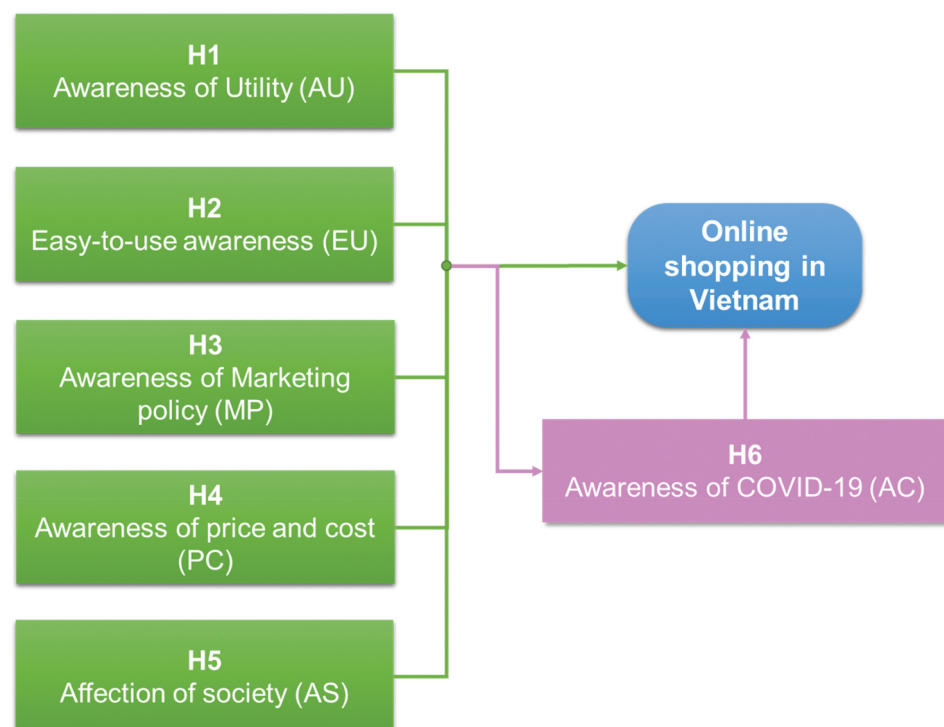 H1
Awareness of Utility (AU)
H2
Easy-to-use awareness (EU)
H3
Awareness of Marketing
policy (MP)
H4
Awareness of price and cost
(PC)
H5
Affection of society (AS)
Online
shopping in
Vietnam
H6
Awareness of COVID-19 (AC)